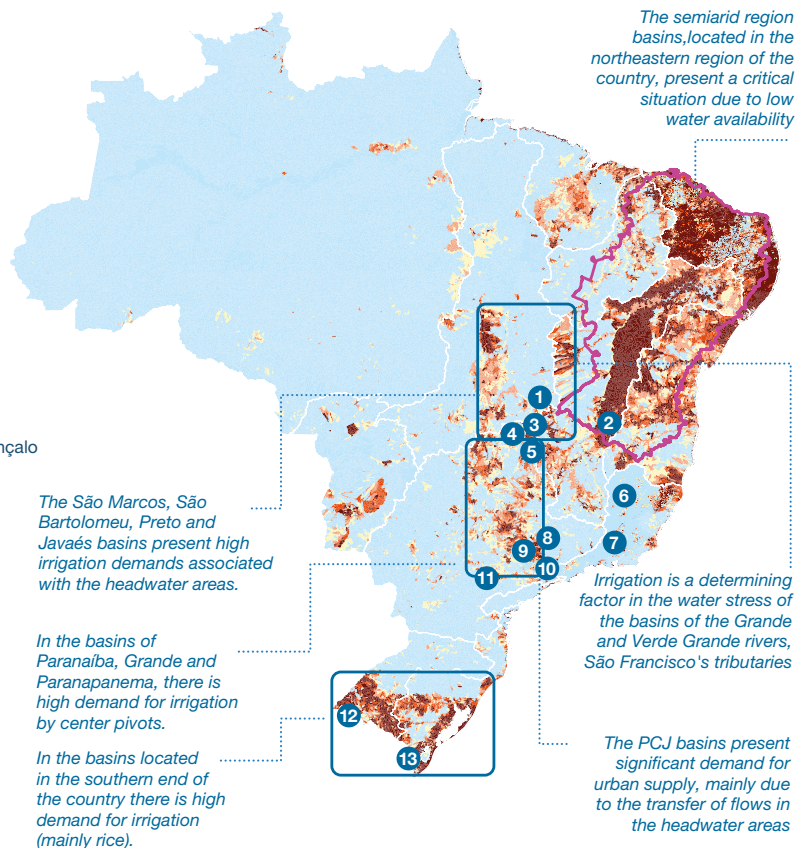 The semiarid region
basins,located in the
northeastern region of the
country, present a critical
situation due to low
water availability
1
2
3
4
5
nçalo
6
The São Marcos, São
Bartolomeu, Preto and
Javaés basins present high
irrigation demands associated
with the headwater areas.
7
8
9
10
11
Irrigation is a determining
factor in the water stress of
the basins of the Grande
and Verde Grande rivers,
São Francisco's tributaries
In the basins of
Paranaíba, Grande and
Paranapanema, there is
high demand for irrigation
by center pivots.
12
13
In the basins located
in the southern end of
the country there is high
demand for irrigation
(mainly rice).
The PCJ basins present
significant demand for
urban supply, mainly due
to the transfer of flows in
the headwater areas